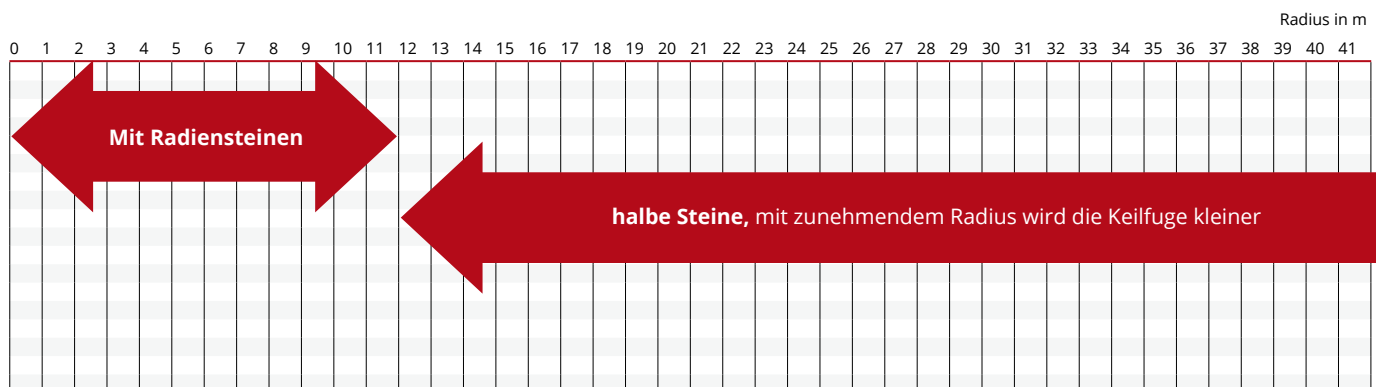 Radius in m
0 1 2 3 4 5 6 7 8 9 10 11 12 13 14 15 16 17 18 19 20 21 22 23 24 25 26 27 28 29 30 31 32 33 34 35 36 37 38 39 40 41
Mit Radiensteinen
halbe Steine, mit zunehmendem Radius wird die Keilfuge kleiner